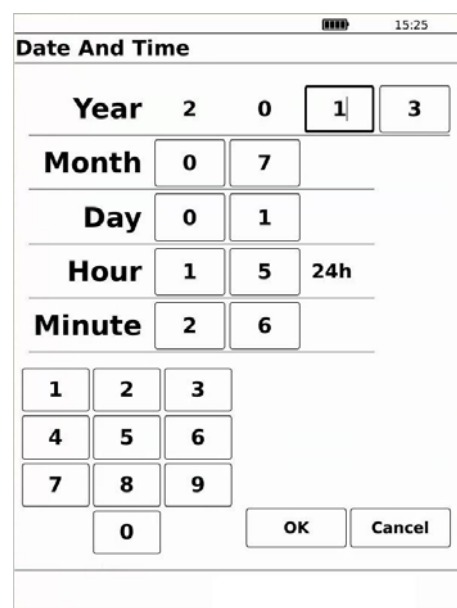 15:25
Date And Time
Year 2 0 1 3
Month 0 7
Day 0 1
Hour 1 5 24h
Minute 2 6
1 2 3
4 5 6
7 8 9
0 OK Cancel